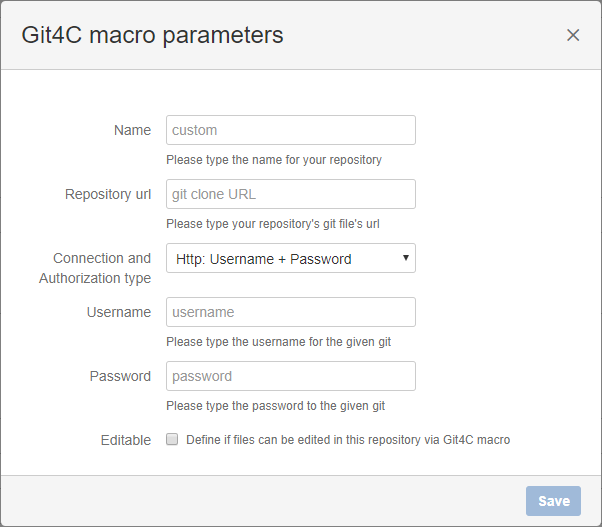 Git4C macro parameters
Name
custom
Please type the name for your repository
Repository url
git clone URL
Please type your repository's git file's url
Connection and
Authorization type
Http: Username + Password
Username
username
Please type the username for the given git
Password
password
Please type the password to the given git
Editable
Define if files can be edited in this repository via Git4C macro
Save